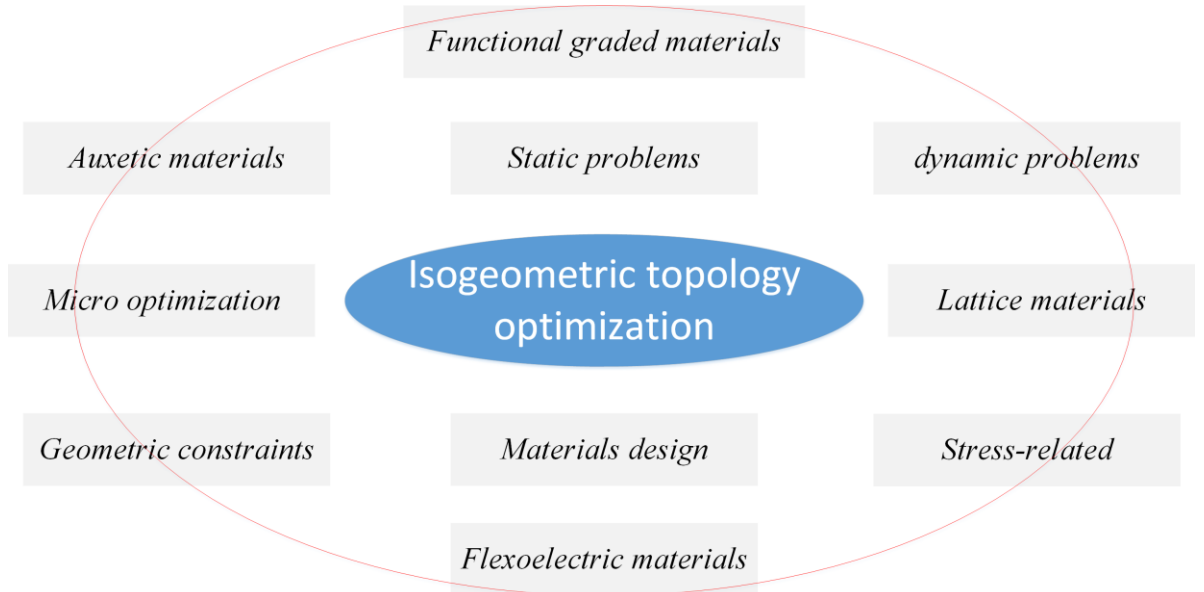 Functional graded materials
Auxetic materials
Static problems
dynamic problems
Isogeometric topology
optimization
Micro optimization
Lattice materials
Geometric constraints
Materials design
Stress-related
Flexoelectric materials